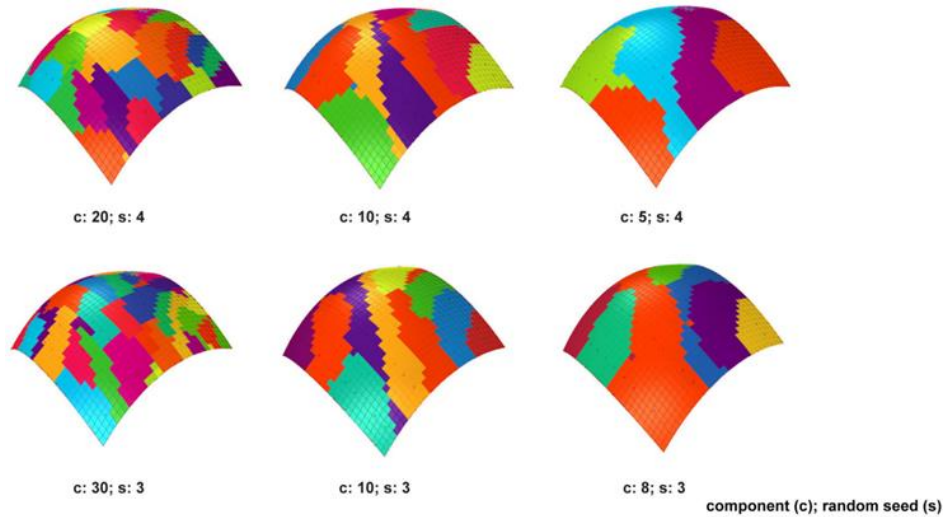 c: 20; s: 4
c: 10; s: 4
c: 5; s: 4
c: 30; s: 3
c: 10; s: 3
c: 8; s: 3
component (c); random seed (s)